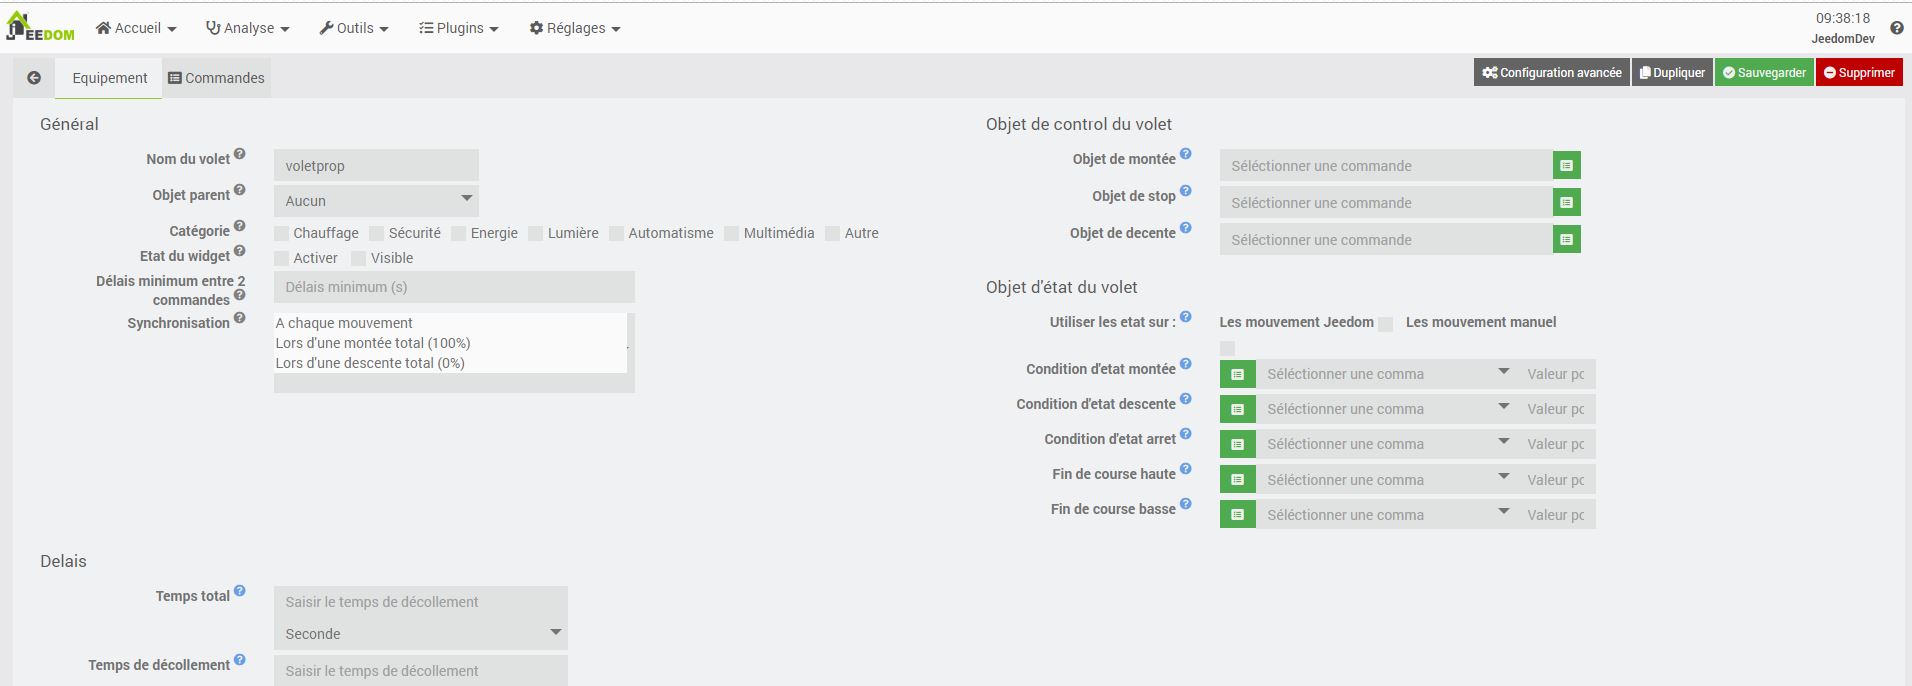 JEEDOM Accueil Analyse Outils Plugins Réglages 09:38:18
JeedomDev
Equipement Commandes Configuration avancée Dupliquer Sauvegarder Supprimer
Général
Nom du volet voletprop
Objet parent Aucun
Catégorie Chauffage Sécurité Energie Lumière Automatisme Multimédia Autre
Etat du widget Activer Visible
Délais minimum entre 2
commandes Délais minimum (s)
Synchronisation A chaque mouvement
Lors d'une montée total (100%)
Lors d'une descente total (0%)
Objet de control du volet
Objet de montée Séléctionner une commande
Objet de stop Séléctionner une commande
Objet de decente Séléctionner une commande
Objet d'état du volet
Utiliser les etat sur : Les mouvement Jeedom Les mouvement manuel
Condition d'etat montée Séléctionner une comma Valeur pc
Condition d'etat descente Séléctionner une comma Valeur pc
Condition d'etat arret Séléctionner une comma Valeur pc
Fin de course haute Séléctionner une comma Valeur pc
Fin de course basse Séléctionner une comma Valeur pc
Delais
Temps total Saisir le temps de décollement
Seconde
Temps de décollement Saisir le temps de décollement